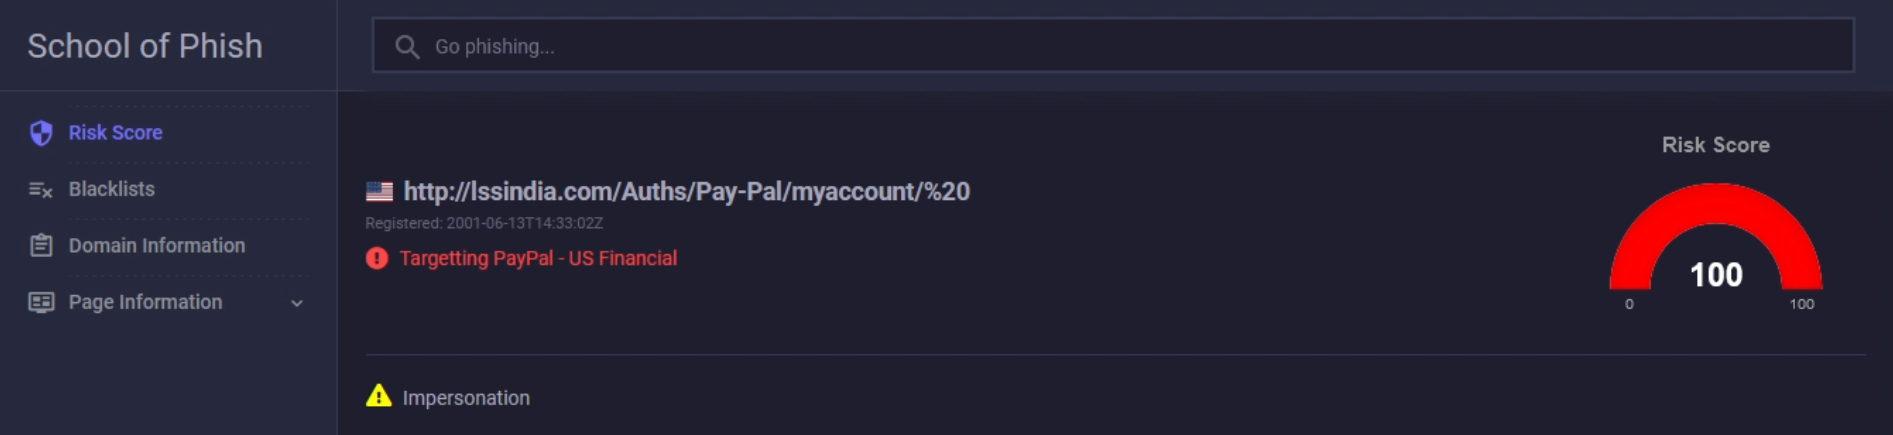 School of Phish
Go phishing...
Risk Score
Blacklists
Domain Information
Page Information
http://lssindia.com/Auths/Pay-Pal/myaccount/%20
Registered: 2001-06-13T14:33:02Z
Targetting PayPal - US Financial
Risk Score
100
0 100
Impersonation